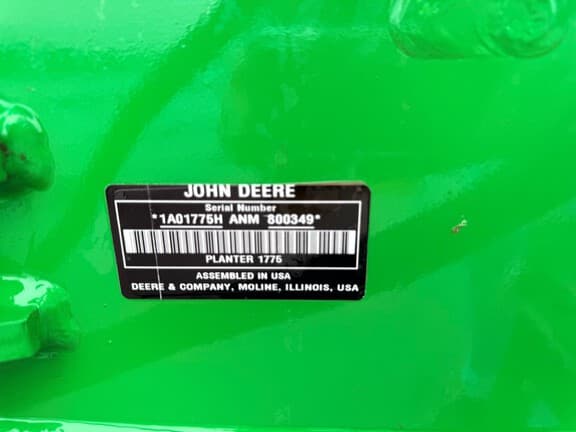 JOHN DEERE
Serial Number
*1A01775H ANM 800349*
PLANTER 1775
ASSEMBLED IN USA
DEERE & COMPANY, MOLINE, ILLINOIS, USA